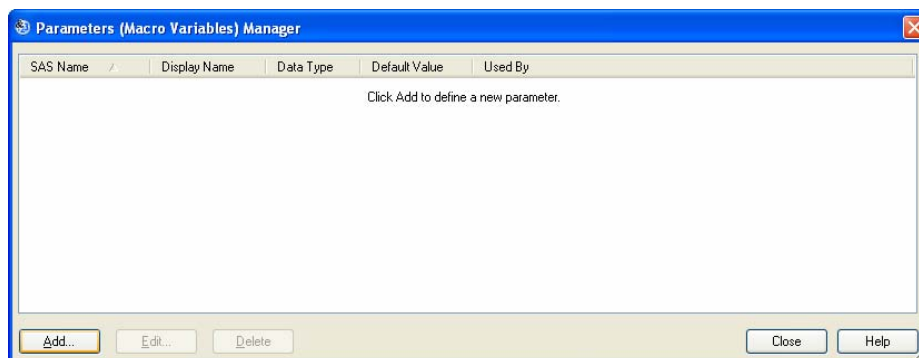 Parameters (Macro Variables) Manager
SAS Name Display Name Data Type Default Value Used By
Click Add to define a new parameter.
Add... Edit... Delete Close Help